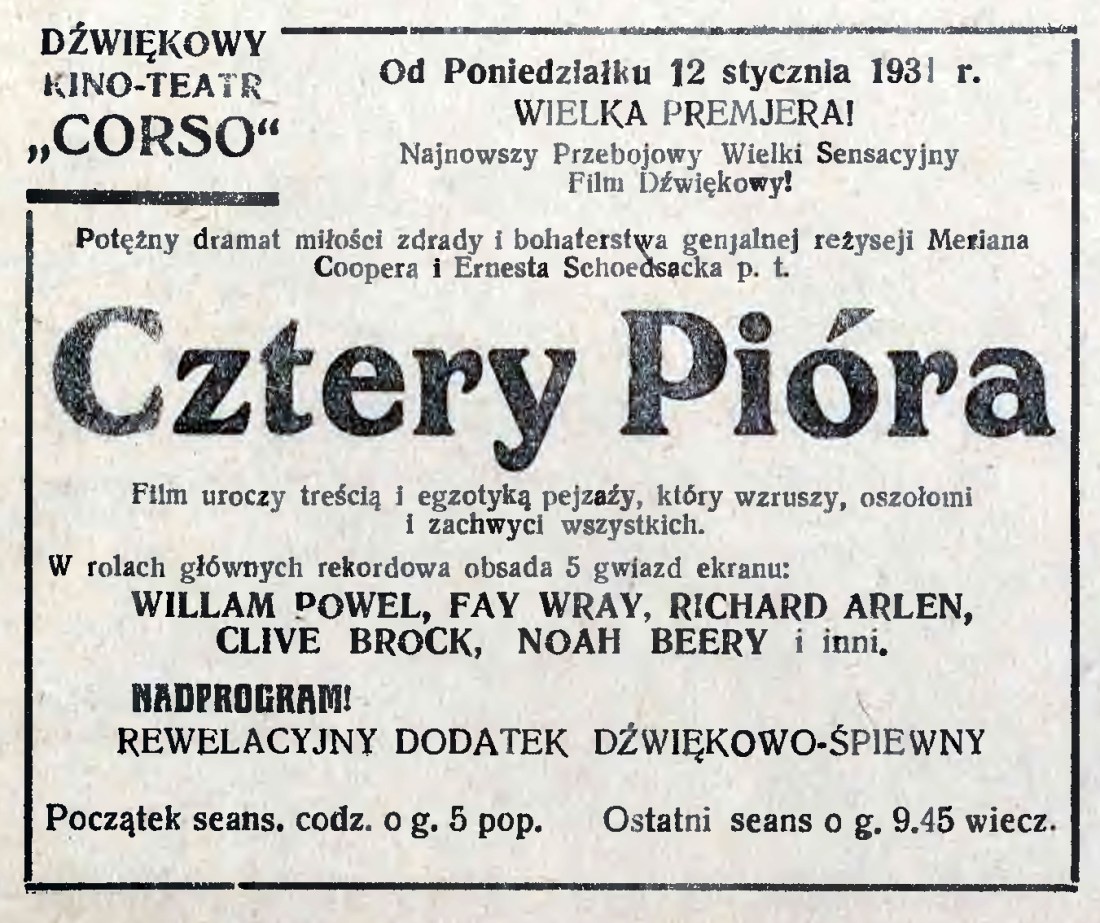 DŹWIĘKOWY
KINO-TEATR
„CORSO“
Od Poniedziałku 12 stycznia 1931 r.
WIELKA PREMJERA!
Najnowszy Przebojowy Wielki Sensacyjny
Film Dźwiękowy!
Potężny dramat miłości zdrady i bohaterstwa genjalnej reżyseji Meriana
Coopera i Ernesta Schoedsacka p. t.
Cztery Pióra
Film uroczy treścią i egzotyką pejzaży, który wzruszy, oszołomi
i zachwyci wszystkich.
W rolach głównych rekordowa obsada 5 gwiazd ekranu:
WILLAM POWEL, FAY WRAY, RICHARD ARLEN,
CLIVE BROCK, NOAH BEERY i inni.
NADPROGRAM!
REWELACYJNY DODATEK DŹWIĘKOWO-ŚPIEWNY
Początek seans. codz. o g. 5 pop. Ostatni seans o g. 9.45 wiecz.